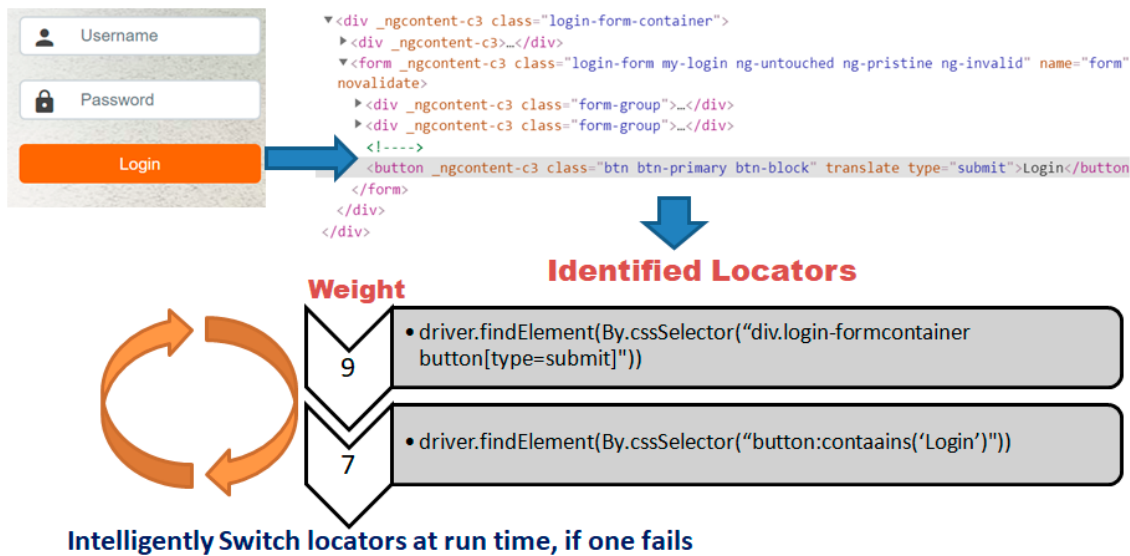 Username
Password
Login
▼<div _ngcontent-c3 class="login-form-container">
▶<div _ngcontent-c3>…</div>
▼<form _ngcontent-c3 class="login-form my-login ng-untouched ng-pristine ng-invalid" name="form"
novalidate>
▶<div _ngcontent-c3 class="form-group">…</div>
▶<div _ngcontent-c3 class="form-group">…</div>
<!---->
<button _ngcontent-c3 class="btn btn-primary btn-block" translate type="submit">Login</button
</form>
</div>
</div>
Identified Locators
Weight
9
• driver.findElement(By.cssSelector(“div.login-formcontainer
button[type=submit]"))
7
• driver.findElement(By.cssSelector(“button:contaains(‘Login’)"))
Intelligently Switch locators at run time, if one fails